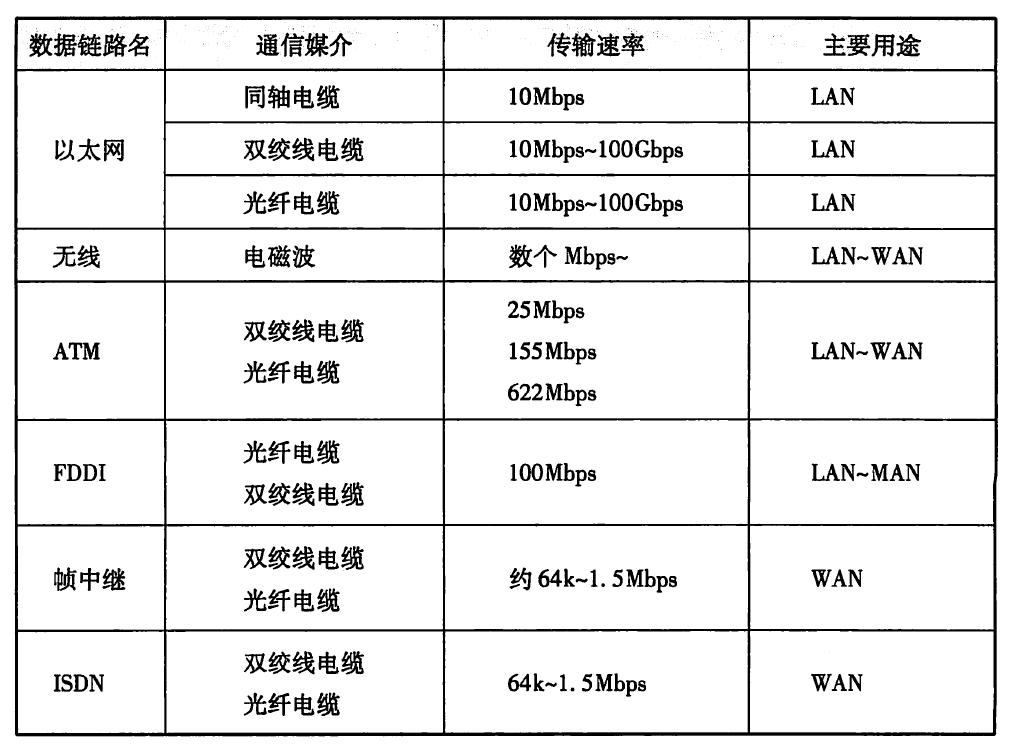 数据链路名 通信媒介 传输速率 主要用途
以太网 同轴电缆 10Mbps LAN
双绞线电缆 10Mbps~100Gbps LAN
光纤电缆 10Mbps~100Gbps LAN
无线 电磁波 数个 Mbps~ LAN~WAN
ATM 双绞线电缆 25Mbps LAN~WAN
光纤电缆 155Mbps
622Mbps
FDDI 光纤电缆 100Mbps LAN~MAN
双绞线电缆
帧中继 双绞线电缆 约 64k~1. 5Mbps WAN
光纤电缆
ISDN 双绞线电缆 64k~1. 5Mbps WAN
光纤电缆